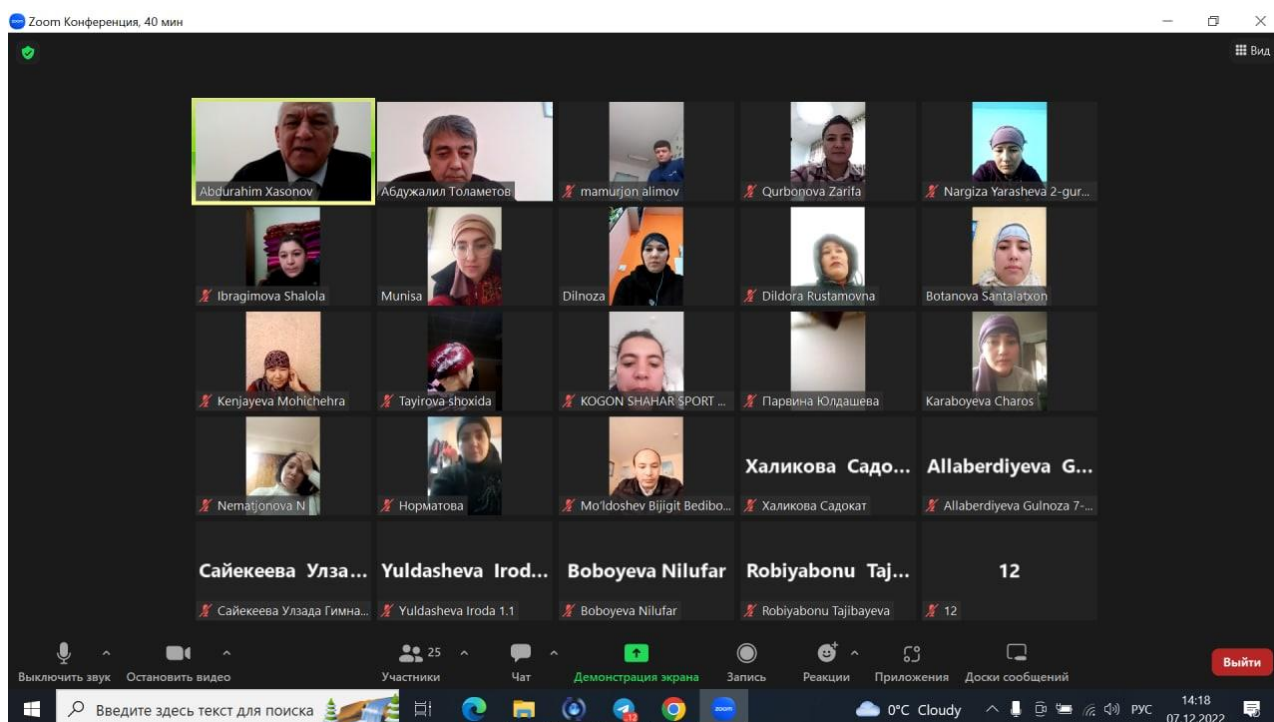 Zoom Конференция, 40 мин
Вид
Abdurahim Xasonov
Абдужалил Толаметов
mamurjon alimov
Qurbonova Zarifa
Nargiza Yarasheva 2-gur...
Ibragimova Shalola
Munisa
Dilnoza
Dildora Rustamovna
Botanova Santalatxon
Kenjayeva Mohichehra
Tayirova shoxida
KOGON SHAHAR SPORT ...
Парвина Юлдашева
Karaboyeva Charos
Nematjonova N
Норматова
Mo'ldoshev Bijigit Bedibo...
Халикова Садо...
Халикова Садокат
Allaberdiyeva G...
Allaberdiyeva Gulnoza 7-...
Сайекеева Улза...
Yuldasheva Irod...
Boboyeva Nilufar
Robiyabonu Taj...
12
Сайекеева Улзада Гимна...
Yuldasheva Iroda 1.1
Boboyeva Nilufar
Robiyabonu Tajibayeva
12
25
Выключить звук
Остановить видео
Участники
Чат
Демонстрация экрана
Запись
Реакции
Приложения
Доски сообщений
Выйти
Введите здесь текст для поиска
zoom
0°C Cloudy
РУС
14:18
07.12.2022